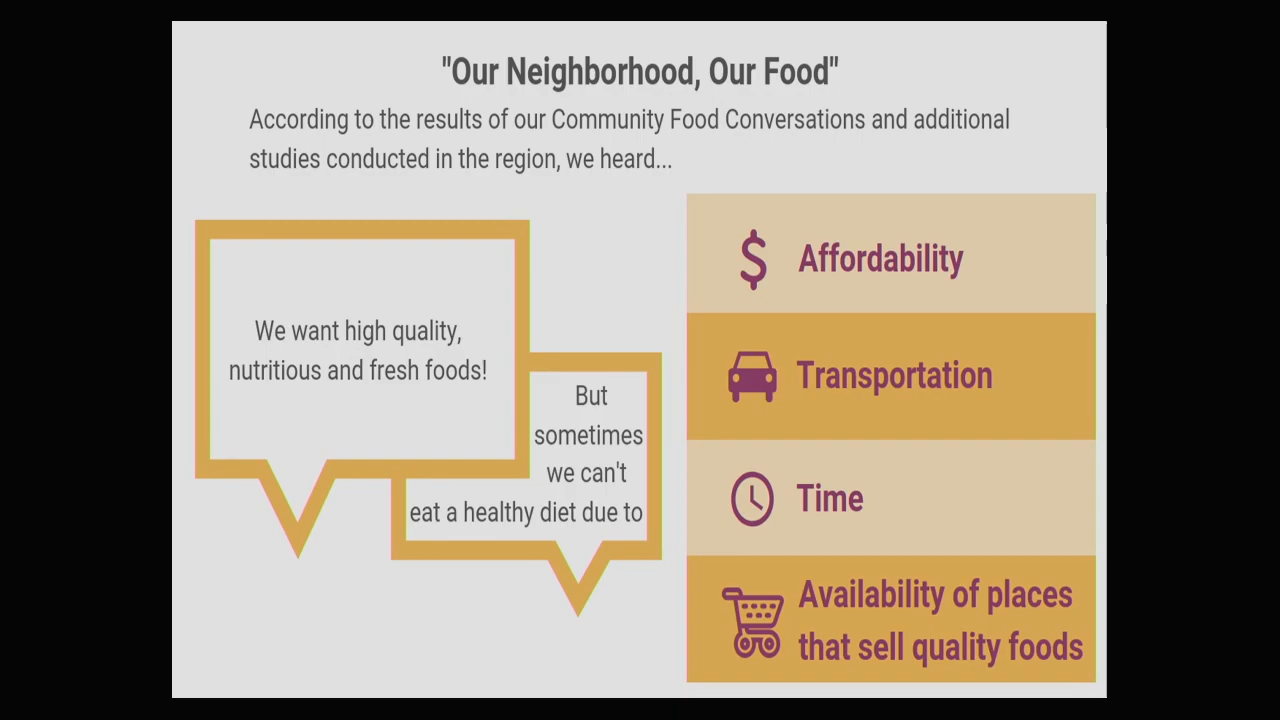 "Our Neighborhood, Our Food"
According to the results of our Community Food Conversations and additional
studies conducted in the region, we heard...
We want high quality,
nutritious and fresh foods!
But
sometimes
we can't
eat a healthy diet due to
Affordability
Transportation
Time
Availability of places
that sell quality foods